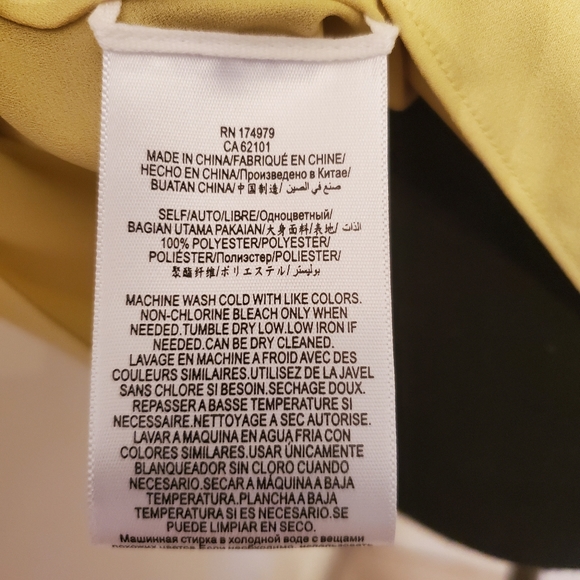 RN 174979
CA 62101
MADE IN CHINA/FABRIQUÉ EN CHINE/
HECHO EN CHINA/Произведено в Китае/
BUATAN CHINA/中国制造/ صنع في الصين/
SELF/AUTO/LIBRE/Одноцветный/
BAGIAN UTAMA PAKAIAN/大身面料/表地/ الذات/
100% POLYESTER/POLYESTER/
POLIÉSTER/Полиэстер/POLIESTER/
聚酯纤维/ポリエステル/ بوليستر/
MACHINE WASH COLD WITH LIKE COLORS.
NON-CHLORINE BLEACH ONLY WHEN
NEEDED.TUMBLE DRY LOW.LOW IRON IF
NEEDED.CAN BE DRY CLEANED.
LAVAGE EN MACHINE A FROID AVEC DES
COULEURS SIMILAIRES.UTILISEZ DE LA JAVEL
SANS CHLORE SI BESOIN.SECHAGE DOUX.
REPASSER A BASSE TEMPERATURE SI
NECESSAIRE.NETTOYAGE A SEC AUTORISE.
LAVAR A MAQUINA EN AGUA FRIA CON
COLORES SIMILARES.USAR ÚNICAMENTE
BLANQUEADOR SIN CLORO CUANDO
NECESARIO.SECAR A MÁQUINA A BAJA
TEMPERATURA.PLANCHA A BAJA
TEMPERATURA SI ES NECESARIO.SE
PUEDE LIMPIAR EN SECO.
Машинная стирка в холодной воде с вещами